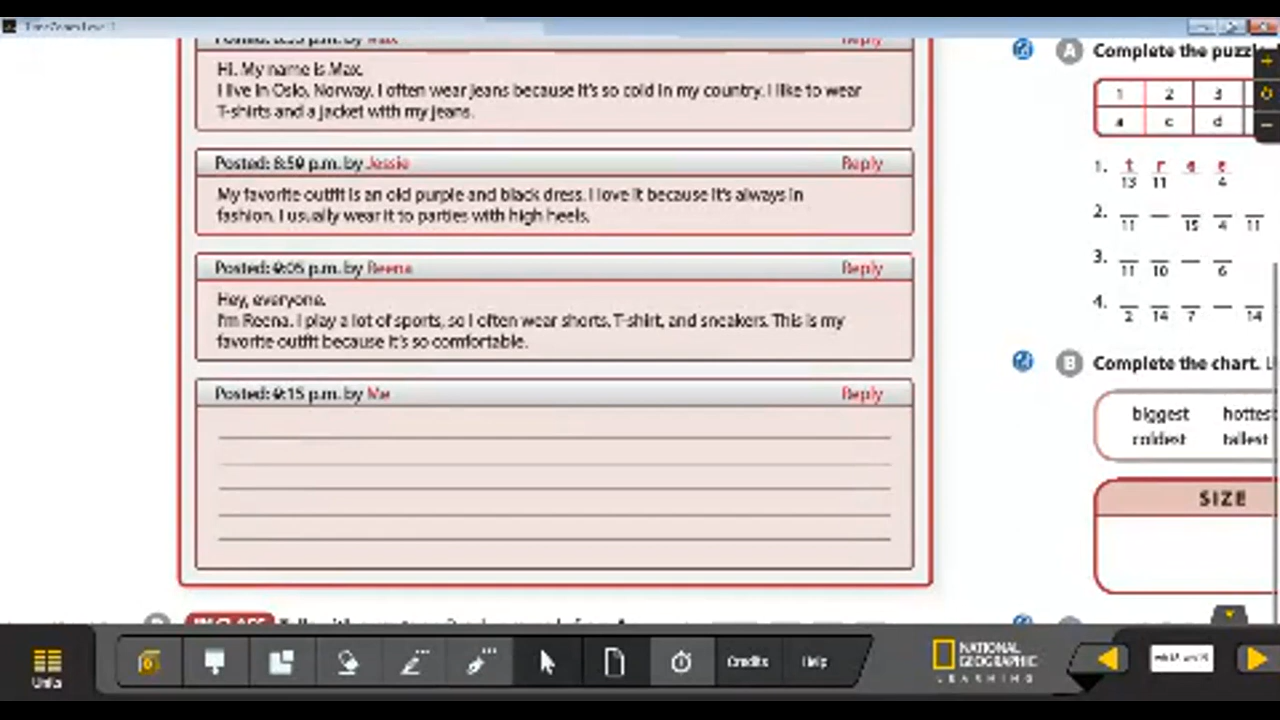 Reply
Hi. My name is Max.
I live in Oslo, Norway. I often wear jeans because it's so cold in my country. I like to wear
T-shirts and a jacket with my jeans.
Posted: 8:50 p.m. by Jessie
Reply
My favorite outfit is an old purple and black dress. I love it because it's always in
fashion. I usually wear it to parties with high heels.
Posted: 9:05 p.m. by Reena
Reply
Hey, everyone.
I'm Reena. I play a lot of sports, so I often wear shorts, T-shirt, and sneakers. This is my
favorite outfit because it's so comfortable.
Posted: 9:15 p.m. by Me
Reply
A Complete the puzzle
1 2 3
a c d
1. t r e e
13 11 4
2.
11 15 4 11
3.
11 10 6
4.
2 14 7 14
B Complete the chart.
biggest
coldest tallest
SIZE
Units
Credits
Help
NATIONAL
GEOGRAPHIC
LEARNING